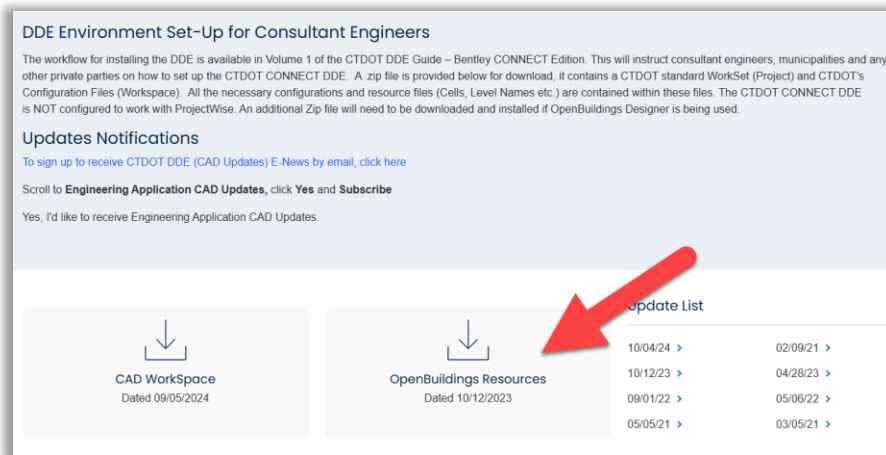 DDE Environment Set-Up for Consultant Engineers
The workflow for installing the DDE is available in Volume 1 of the CTDOT DDE Guide – Bentley CONNECT Edition. This will instruct consultant engineers, municipalities and any
other private parties on how to set up the CTDOT CONNECT DDE. A .zip file is provided below for download, it contains a CTDOT standard WorkSet (Project) and CTDOT's
Configuration Files (Workspace). All the necessary configurations and resource files (Cells, Level Names etc.) are contained within these files. The CTDOT CONNECT DDE
is NOT configured to work with ProjectWise. An additional Zip file will need to be downloaded and installed if OpenBuildings Designer is being used.
Updates Notifications
To sign up to receive CTDOT DDE (CAD Updates) E-News by email, click here
Scroll to Engineering Application CAD Updates, click Yes and Subscribe
Yes, I'd like to receive Engineering Application CAD Updates.
CAD WorkSpace
Dated 09/05/2024
OpenBuildings Resources
Dated 10/12/2023
Update List
10/04/24 > 02/09/21 >
10/12/23 > 04/28/23 >
09/01/22 > 05/06/22 >
05/05/21 > 03/05/21 >